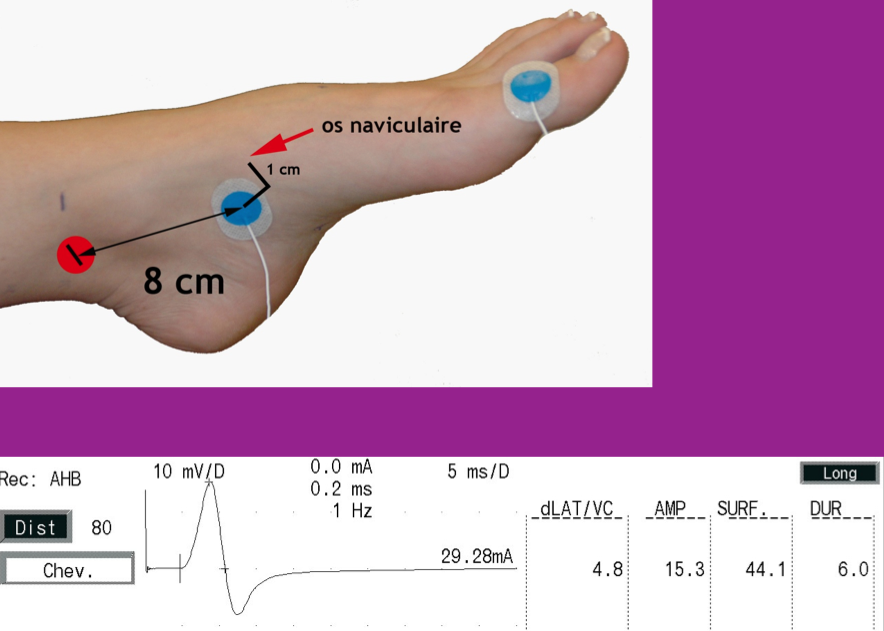 os naviculaire
1 cm
8 cm
Rec: AHB
10 mV/D
0.0 mA
5 ms/D
Long
0.2 ms
1 Hz
dLAT/VC
AMP
SURF.
DUR
Dist
80
29.28mA
Chev.
4.8
15.3
44.1
6.0